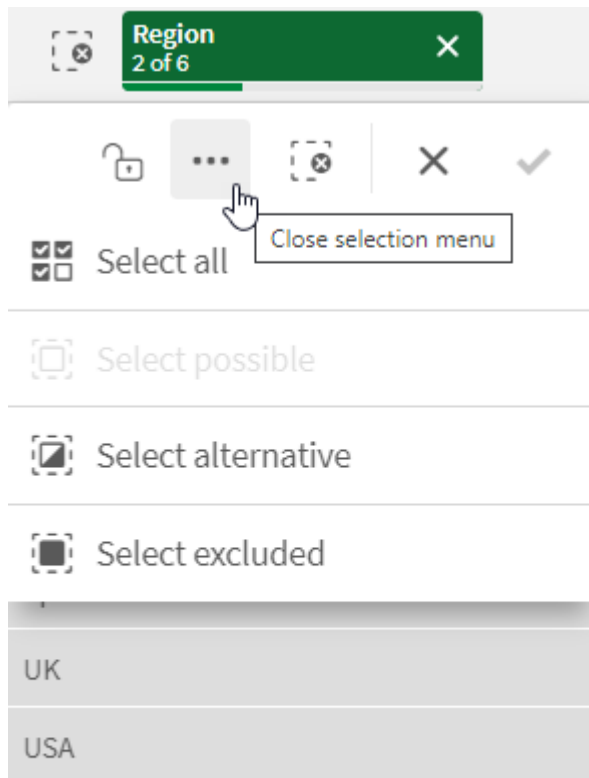 Region
2 of 6
Close selection menu
Select all
Select possible
Select alternative
Select excluded
UK
USA